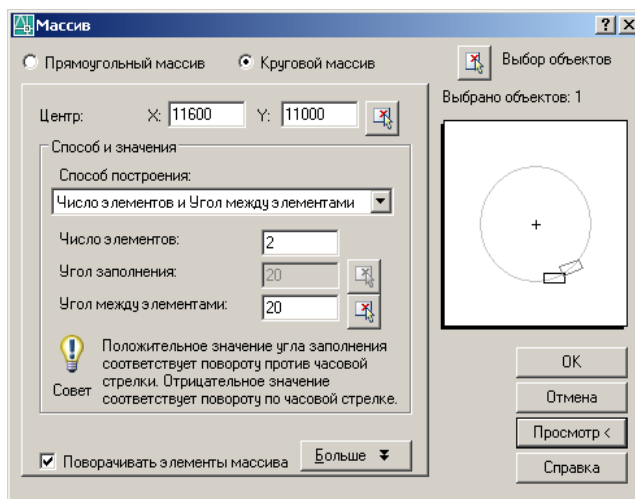 Массив
Прямоугольный массив
Круговой массив
Выбор объектов
Выбрано объектов: 1
Центр: X: 11600 Y: 11000
Способ и значения
Способ построения:
Число элементов и Угол между элементами
Число элементов: 2
Угол заполнения: 20
Угол между элементами: 20
Положительное значение угла заполнения
соответствует повороту против часовой
стрелки. Отрицательное значение
соответствует повороту по часовой стрелке.
Совет
Поворачивать элементы массива
Больше
OK
Отмена
Просмотр <
Справка